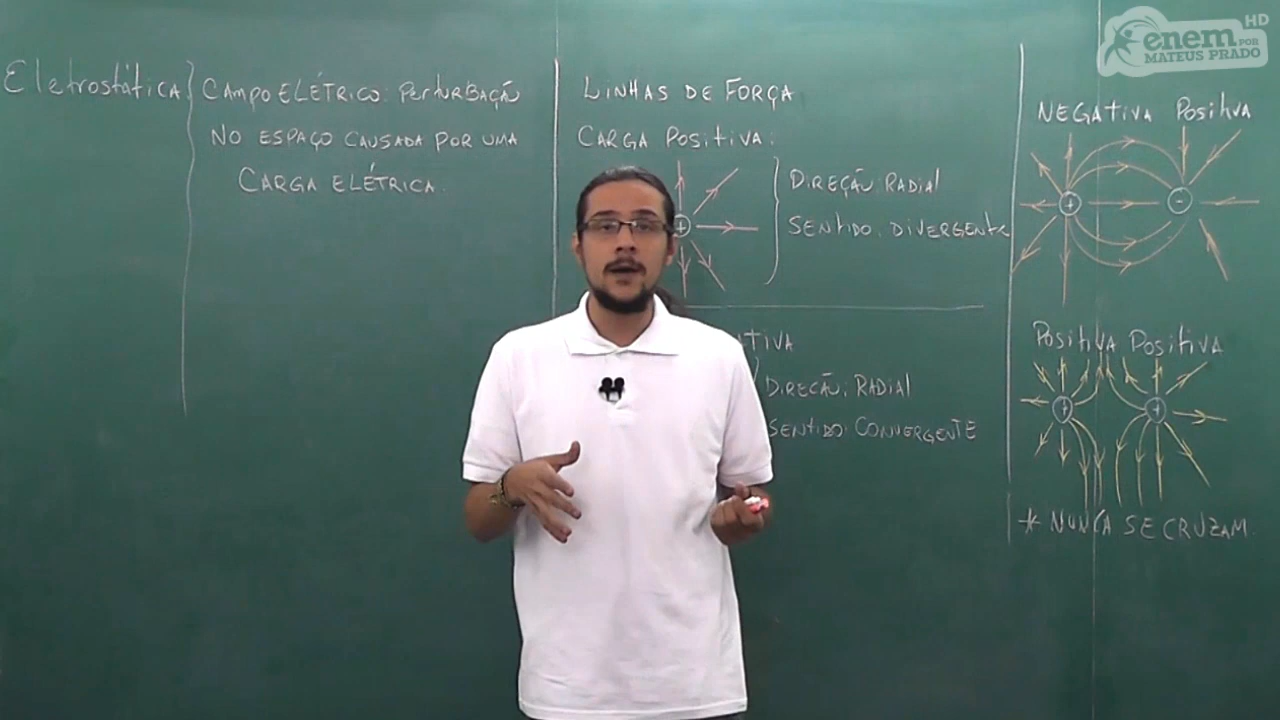 Eletrostática
CAMPO ELÉTRICO: PERTURBAÇÃO
NO ESPAÇO CAUSADA POR UMA
CARGA ELÉTRICA.
LINHAS DE FORÇA
CARGA POSITIVA:
+
DIREÇÃO: RADIAL
SENTIDO: DIVERGENTE
DIREÇÃO: RADIAL
SENTIDO: CONVERGENTE
NEGATIVA POSITIVA
+ -
POSITIVA POSITIVA
+ +
* NUNCA SE CRUZAM.
enem HD
POR
MATEUS PRADO